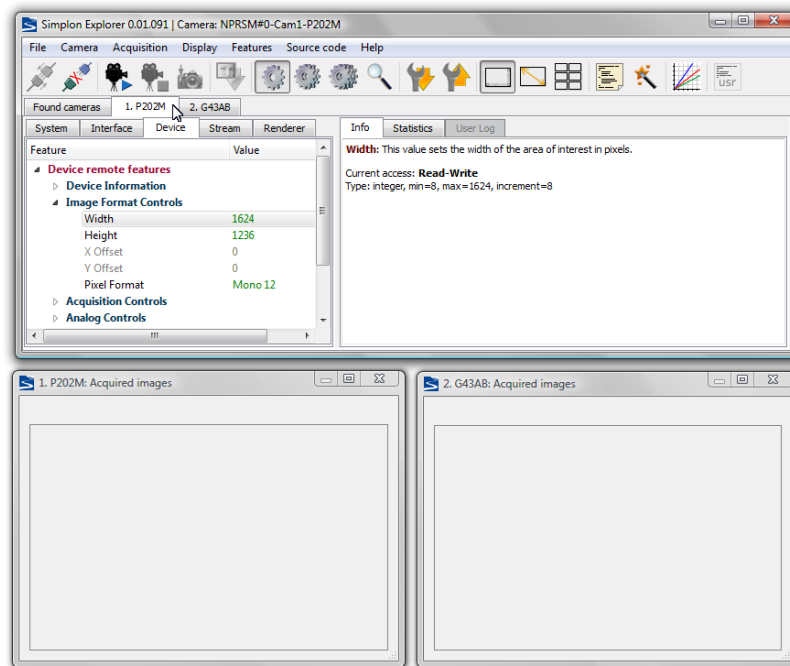 Simplon Explorer 0.01.091 | Camera: NPRSM#0-Cam1-P202M
File Camera Acquisition Display Features Source code Help
usr
Found cameras 1. P202M 2. G43AB
System Interface Device Stream Renderer
Feature Value
Device remote features
Device Information
Image Format Controls
Width 1624
Height 1236
X Offset 0
Y Offset 0
Pixel Format Mono 12
Acquisition Controls
Analog Controls
Info Statistics User Log
Width: This value sets the width of the area of interest in pixels.
Current access: Read-Write
Type: integer, min=8, max=1624, increment=8
1. P202M: Acquired images
2. G43AB: Acquired images